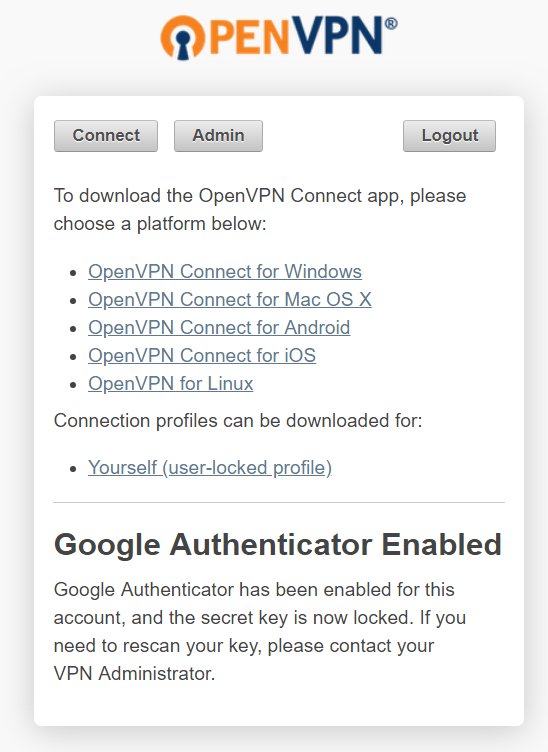 OPENVPN®
Connect Admin Logout
To download the OpenVPN Connect app, please
choose a platform below:
OpenVPN Connect for Windows
OpenVPN Connect for Mac OS X
OpenVPN Connect for Android
OpenVPN Connect for iOS
OpenVPN for Linux
Connection profiles can be downloaded for:
Yourself (user-locked profile)
Google Authenticator Enabled
Google Authenticator has been enabled for this
account, and the secret key is now locked. If you
need to rescan your key, please contact your
VPN Administrator.